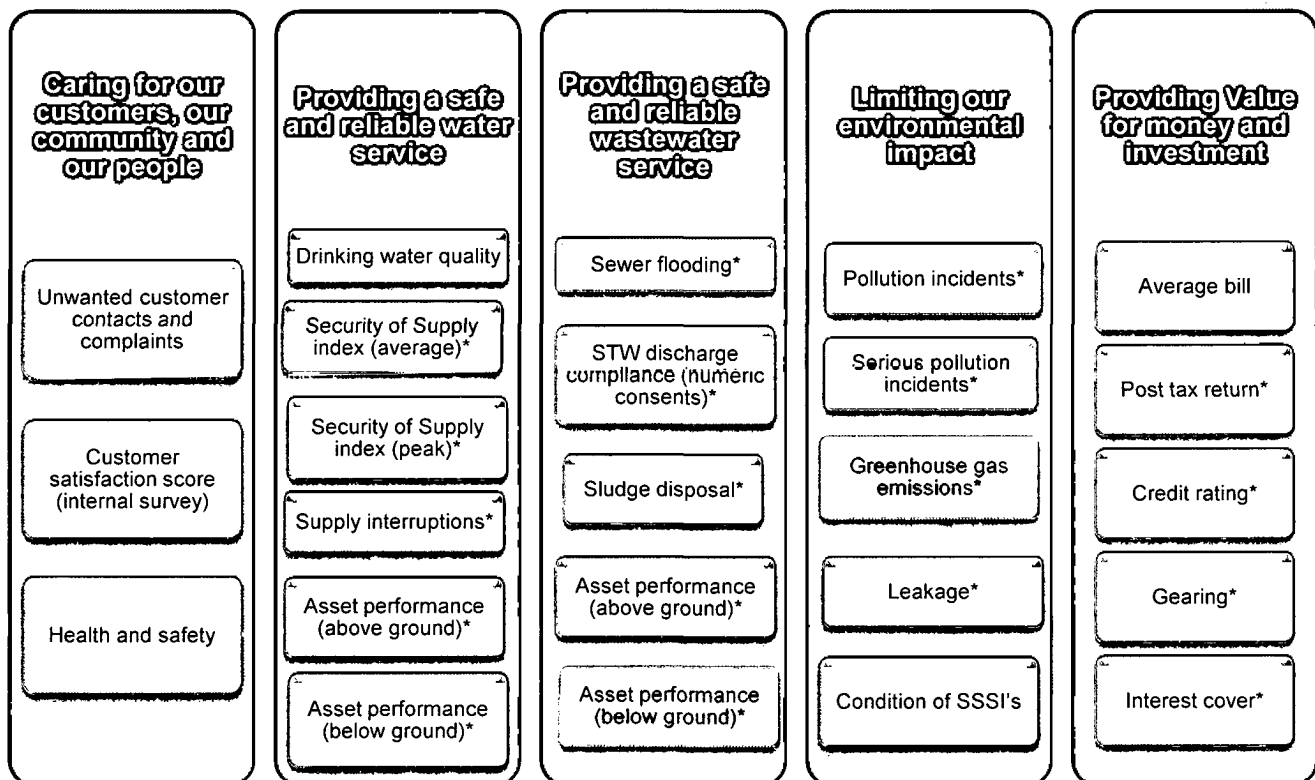 Caring for our
customers, our
community and
our people
Unwanted customer
contacts and
complaints
Customer
satisfaction score
(internal survey)
Health and safety
Providing a safe
and reliable water
service
Drinking water quality
Security of Supply
index (average)*
Security of Supply
index (peak)*
Supply interruptions*
Asset performance
(above ground)*
Asset performance
(below ground)*
Providing a safe
and reliable
wastewater
service
Sewer flooding*
STW discharge
compliance (numeric
consents)*
Sludge disposal*
Asset performance
(above ground)*
Asset performance
(below ground)*
Limiting our
environmental
impact
Pollution incidents*
Serious pollution
incidents*
Greenhouse gas
emissions*
Leakage*
Condition of SSSI's
Providing Value
for money and
investment
Average bill
Post tax return*
Credit rating*
Gearing*
Interest cover*